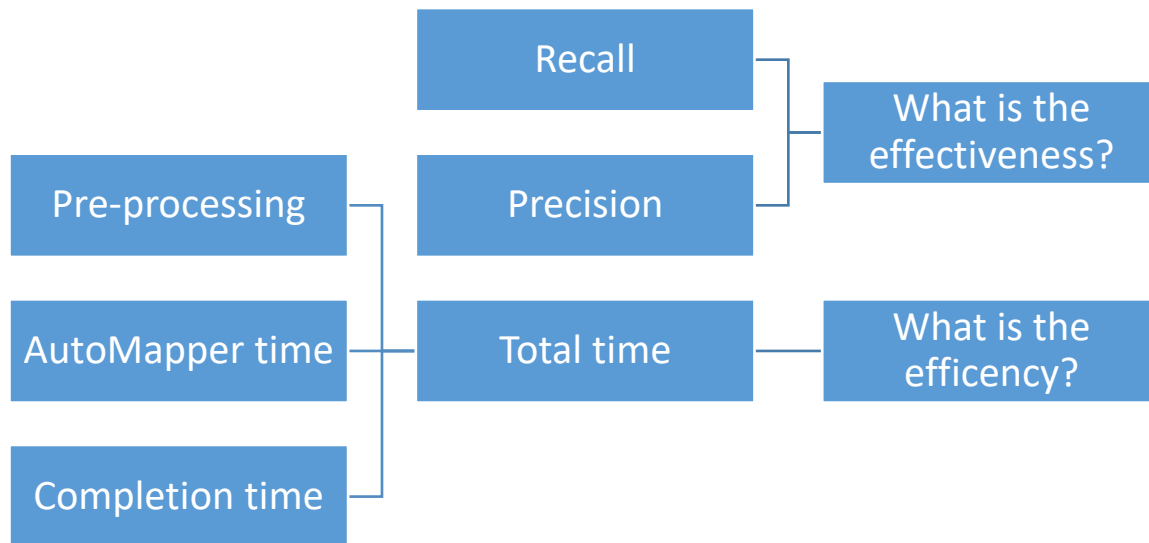 Recall
What is the
effectiveness?
Pre-processing
Precision
AutoMapper time
Total time
What is the
efficency?
Completion time